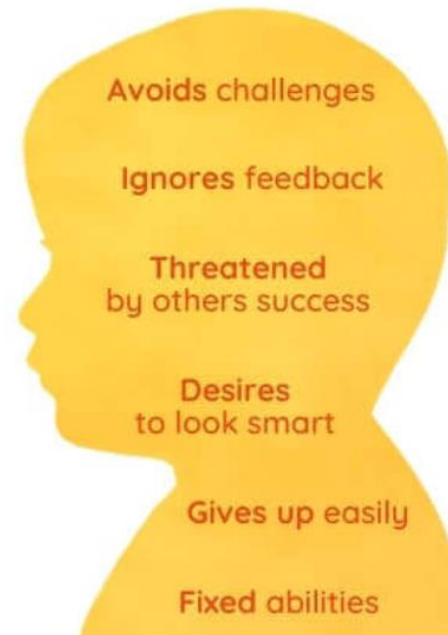 Avoids challenges
Ignores feedback
Threatened
by others success
Desires
to look smart
Gives up easily
Fixed abilities